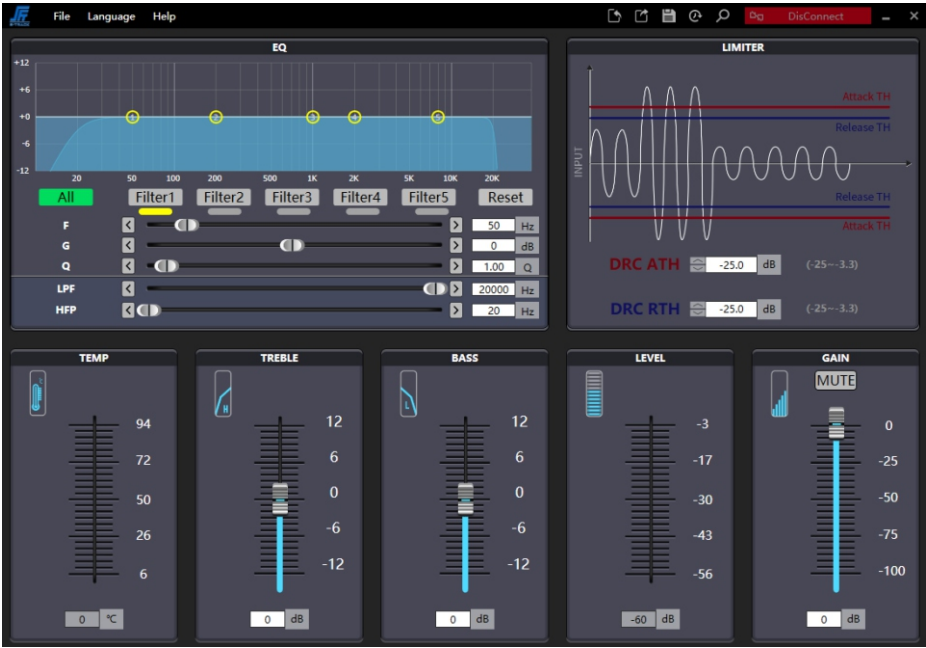 File Language Help DisConnect
EQ
+12
+6
+0
-6
-12
1 2 3 4 5
20 50 100 200 500 1K 2K 5K 10K 20K
All Filter1 Filter2 Filter3 Filter4 Filter5 Reset
F 50 Hz
G 0 dB
Q 1.00 Q
LPF 20000 Hz
HFP 20 Hz
LIMITER
INPUT
Attack TH
Release TH
Release TH
Attack TH
DRC ATH -25.0 dB (-25~-3.3)
DRC RTH -25.0 dB (-25~-3.3)
TEMP
94
72
50
26
6
0 °C
TREBLE
H
12
6
0
-6
-12
0 dB
BASS
L
12
6
0
-6
-12
0 dB
LEVEL
-3
-17
-30
-43
-56
-60 dB
GAIN
MUTE
0
-25
-50
-75
-100
0 dB